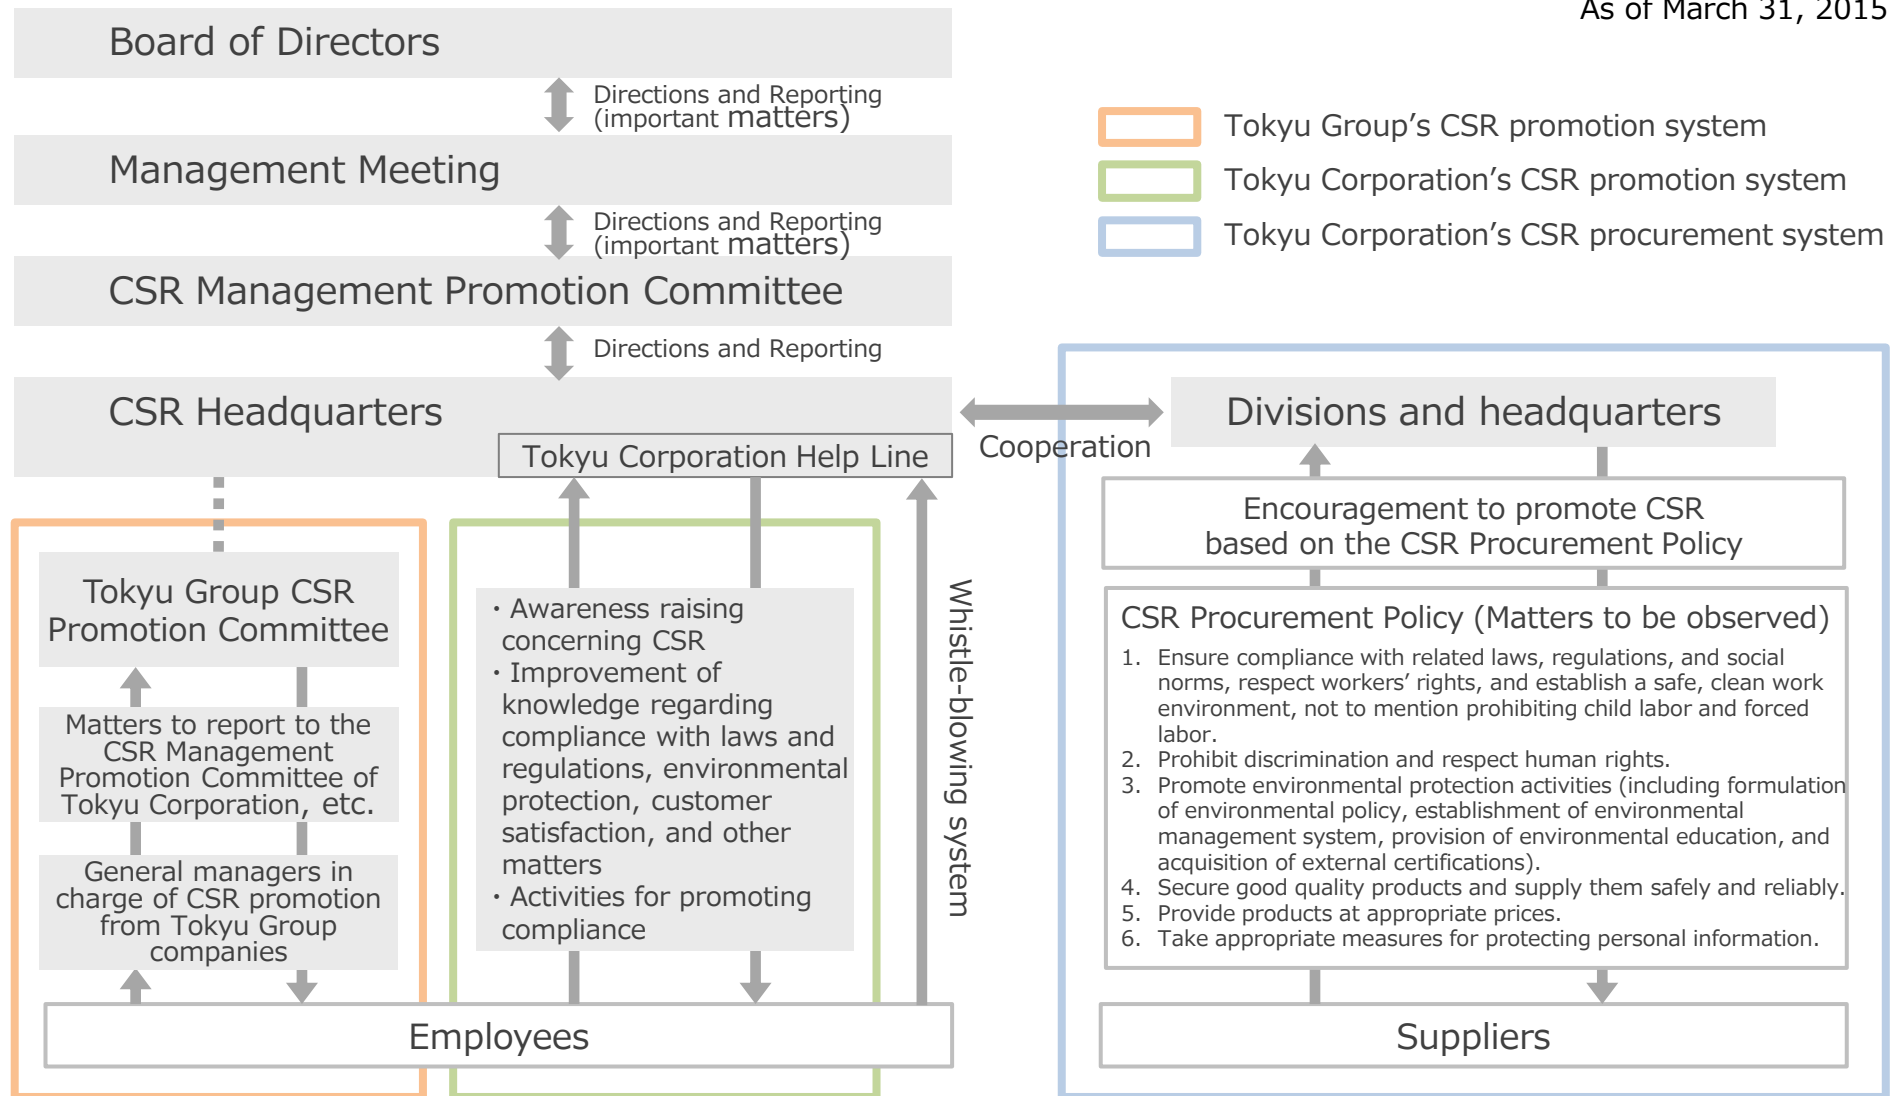 As of March 31, 2015
Board of Directors
Directions and Reporting
(important matters)
Management Meeting
Directions and Reporting
(important matters)
CSR Management Promotion Committee
Directions and Reporting
CSR Headquarters
Tokyu Corporation Help Line
Cooperation
Tokyu Group's CSR promotion system
Tokyu Corporation's CSR promotion system
Tokyu Corporation's CSR procurement system
Tokyu Group CSR
Promotion Committee
Matters to report to the
CSR Management
Promotion Committee of
Tokyu Corporation, etc.
General managers in
charge of CSR promotion
from Tokyu Group
companies
・Awareness raising
concerning CSR
・Improvement of
knowledge regarding
compliance with laws and
regulations, environmental
protection, customer
satisfaction, and other
matters
・Activities for promoting
compliance
Whistle-blowing system
Employees
Divisions and headquarters
Encouragement to promote CSR
based on the CSR Procurement Policy
CSR Procurement Policy (Matters to be observed)
1. Ensure compliance with related laws, regulations, and social
norms, respect workers' rights, and establish a safe, clean work
environment, not to mention prohibiting child labor and forced
labor.
2. Prohibit discrimination and respect human rights.
3. Promote environmental protection activities (including formulation
of environmental policy, establishment of environmental
management system, provision of environmental education, and
acquisition of external certifications).
4. Secure good quality products and supply them safely and reliably.
5. Provide products at appropriate prices.
6. Take appropriate measures for protecting personal information.
Suppliers